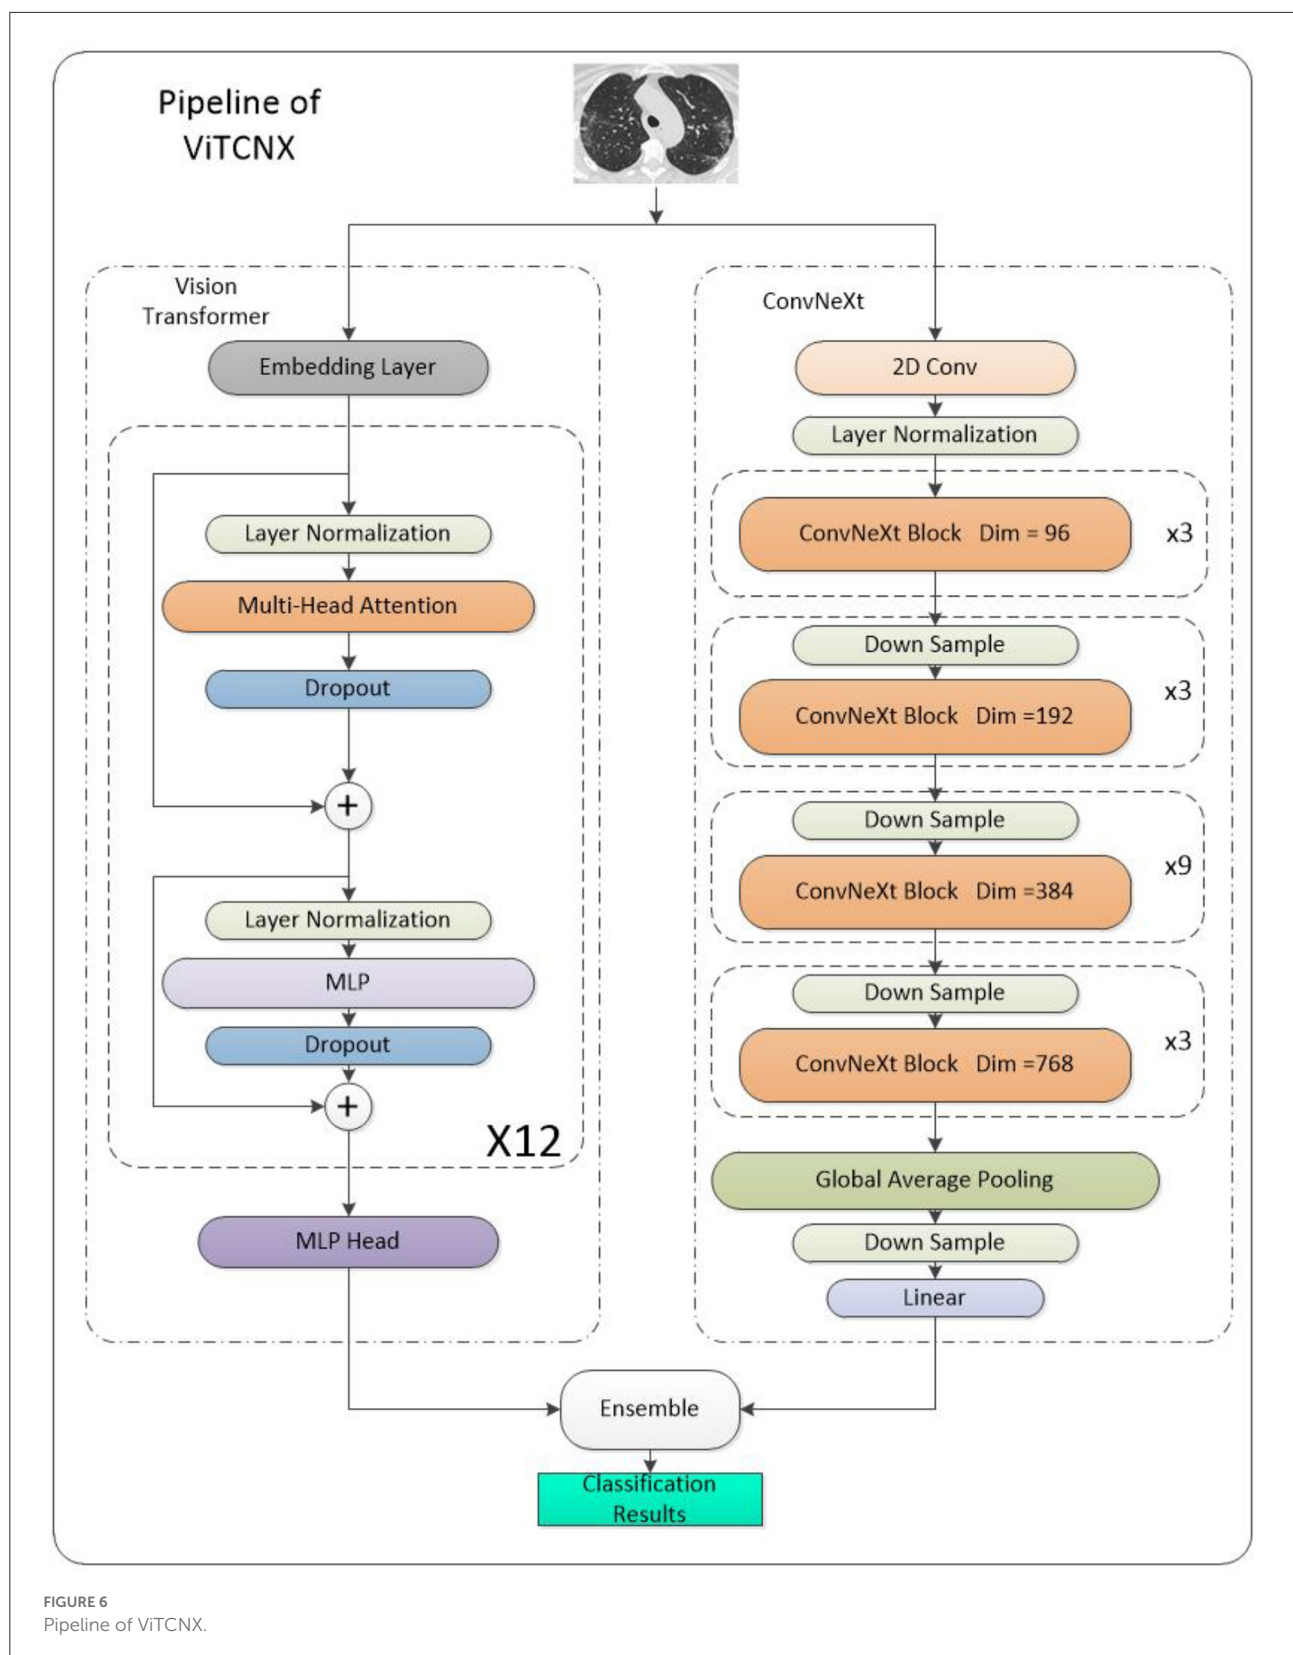 Pipeline of
ViTCNX
Vision
Transformer
Embedding Layer
Layer Normalization
Multi-Head Attention
Dropout
+
Layer Normalization
MLP
Dropout
+
X12
MLP Head
ConvNeXt
2D Conv
Layer Normalization
ConvNeXt Block Dim = 96
x3
Down Sample
ConvNeXt Block Dim =192
x3
Down Sample
ConvNeXt Block Dim =384
x9
Down Sample
ConvNeXt Block Dim =768
x3
Global Average Pooling
Down Sample
Linear
Ensemble
Classification
Results
FIGURE 6
Pipeline of ViTCNX.